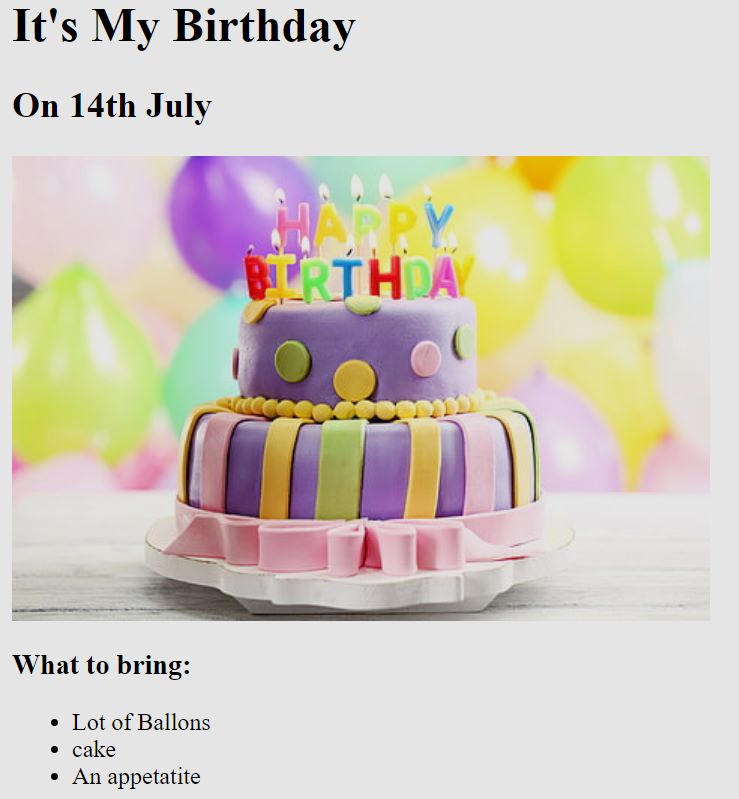 It's My Birthday
On 14th July
HAPPY
BIRTHDAY
What to bring:
Lot of Ballons
cake
An appetatite